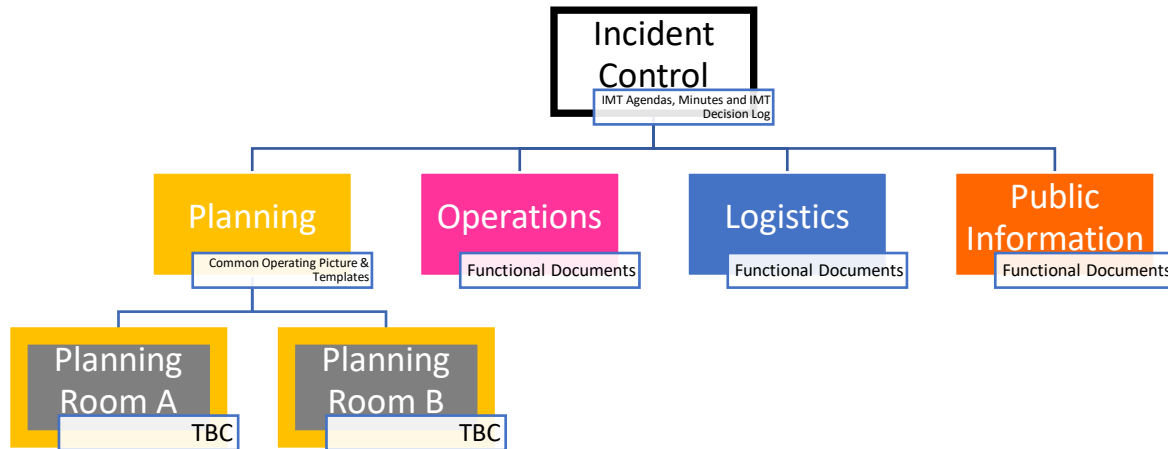 Incident
Control
IMT Agendas, Minutes and IMT
Decision Log
Planning
Common Operating Picture &
Templates
Operations
Functional Documents
Logistics
Functional Documents
Public
Information
Functional Documents
Planning
Room A
TBC
Planning
Room B
TBC